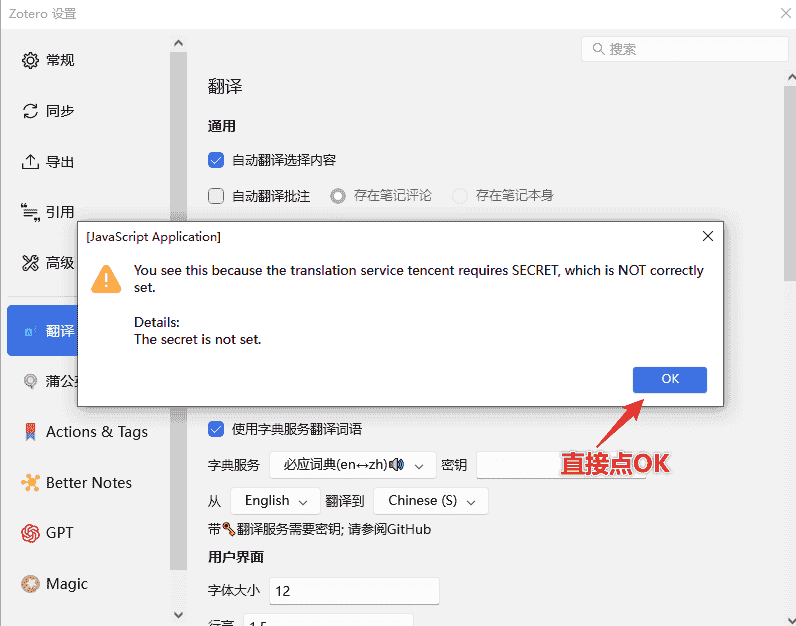 Zotero 设置
常规
同步
导出
引用
高级
翻译
Actions & Tags
Better Notes
GPT
Magic
搜索
翻译
通用
自动翻译选择内容
自动翻译批注 存在笔记评论 存在笔记本身
[JavaScript Application]
You see this because the translation service tencent requires SECRET, which is NOT correctly
set.
Details:
The secret is not set.
OK
直接点OK
使用字典服务翻译词语
字典服务 必应词典(en↔zh)🔊 密钥
从 English 翻译到 Chinese (S)
带🗝翻译服务需要密钥; 请参阅GitHub
用户界面
字体大小 12